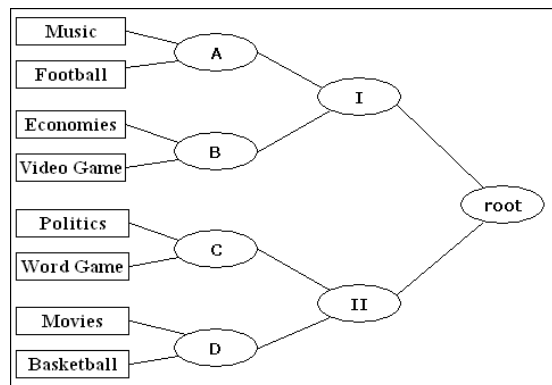 Music
Football
A
Economies
Video Game
B
I
Politics
Word Game
C
Movies
Basketball
D
II
root